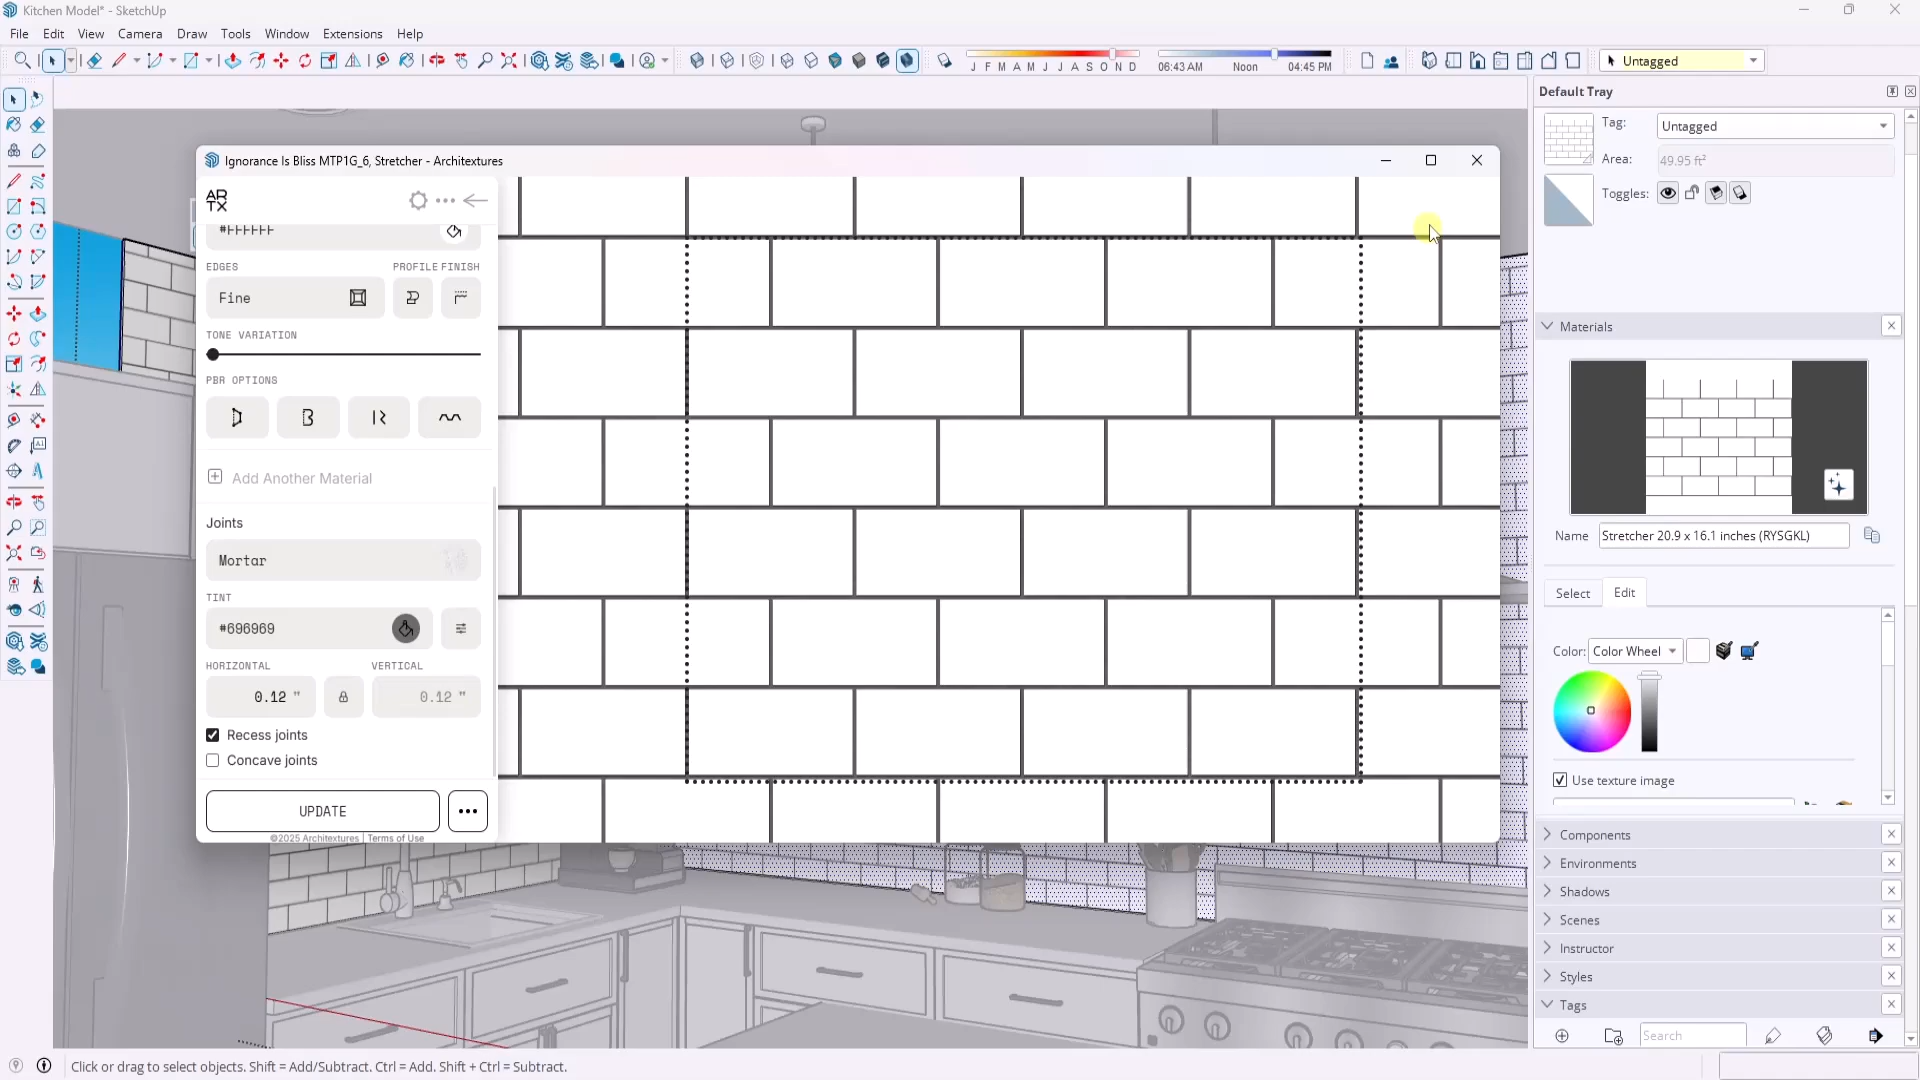 Kitchen Model* - SketchUp
File Edit View Camera Draw Tools Window Extensions Help
J F M A M J J A S O N D
06:43 AM Noon 04:45 PM
Untagged
Default Tray
Tag: Untagged
Area: 49.95 ft²
Toggles:
Materials
Name Stretcher 20.9 x 16.1 inches (RYSGKL)
Select Edit
Color: Color Wheel
Use texture image
Components
Environments
Shadows
Scenes
Instructor
Styles
Tags
Search
Ignorance Is Bliss MTP1G_6, Stretcher - Architextures
AR
TX
#FFFFFF
EDGES PROFILE FINISH
Fine
TONE VARIATION
PBR OPTIONS
Add Another Material
Joints
Mortar
TINT
#696969
HORIZONTAL VERTICAL
0.12 " 0.12 "
Recess joints
Concave joints
UPDATE
©2025 Architextures | Terms of Use
Click or drag to select objects. Shift = Add/Subtract. Ctrl = Add. Shift + Ctrl = Subtract.